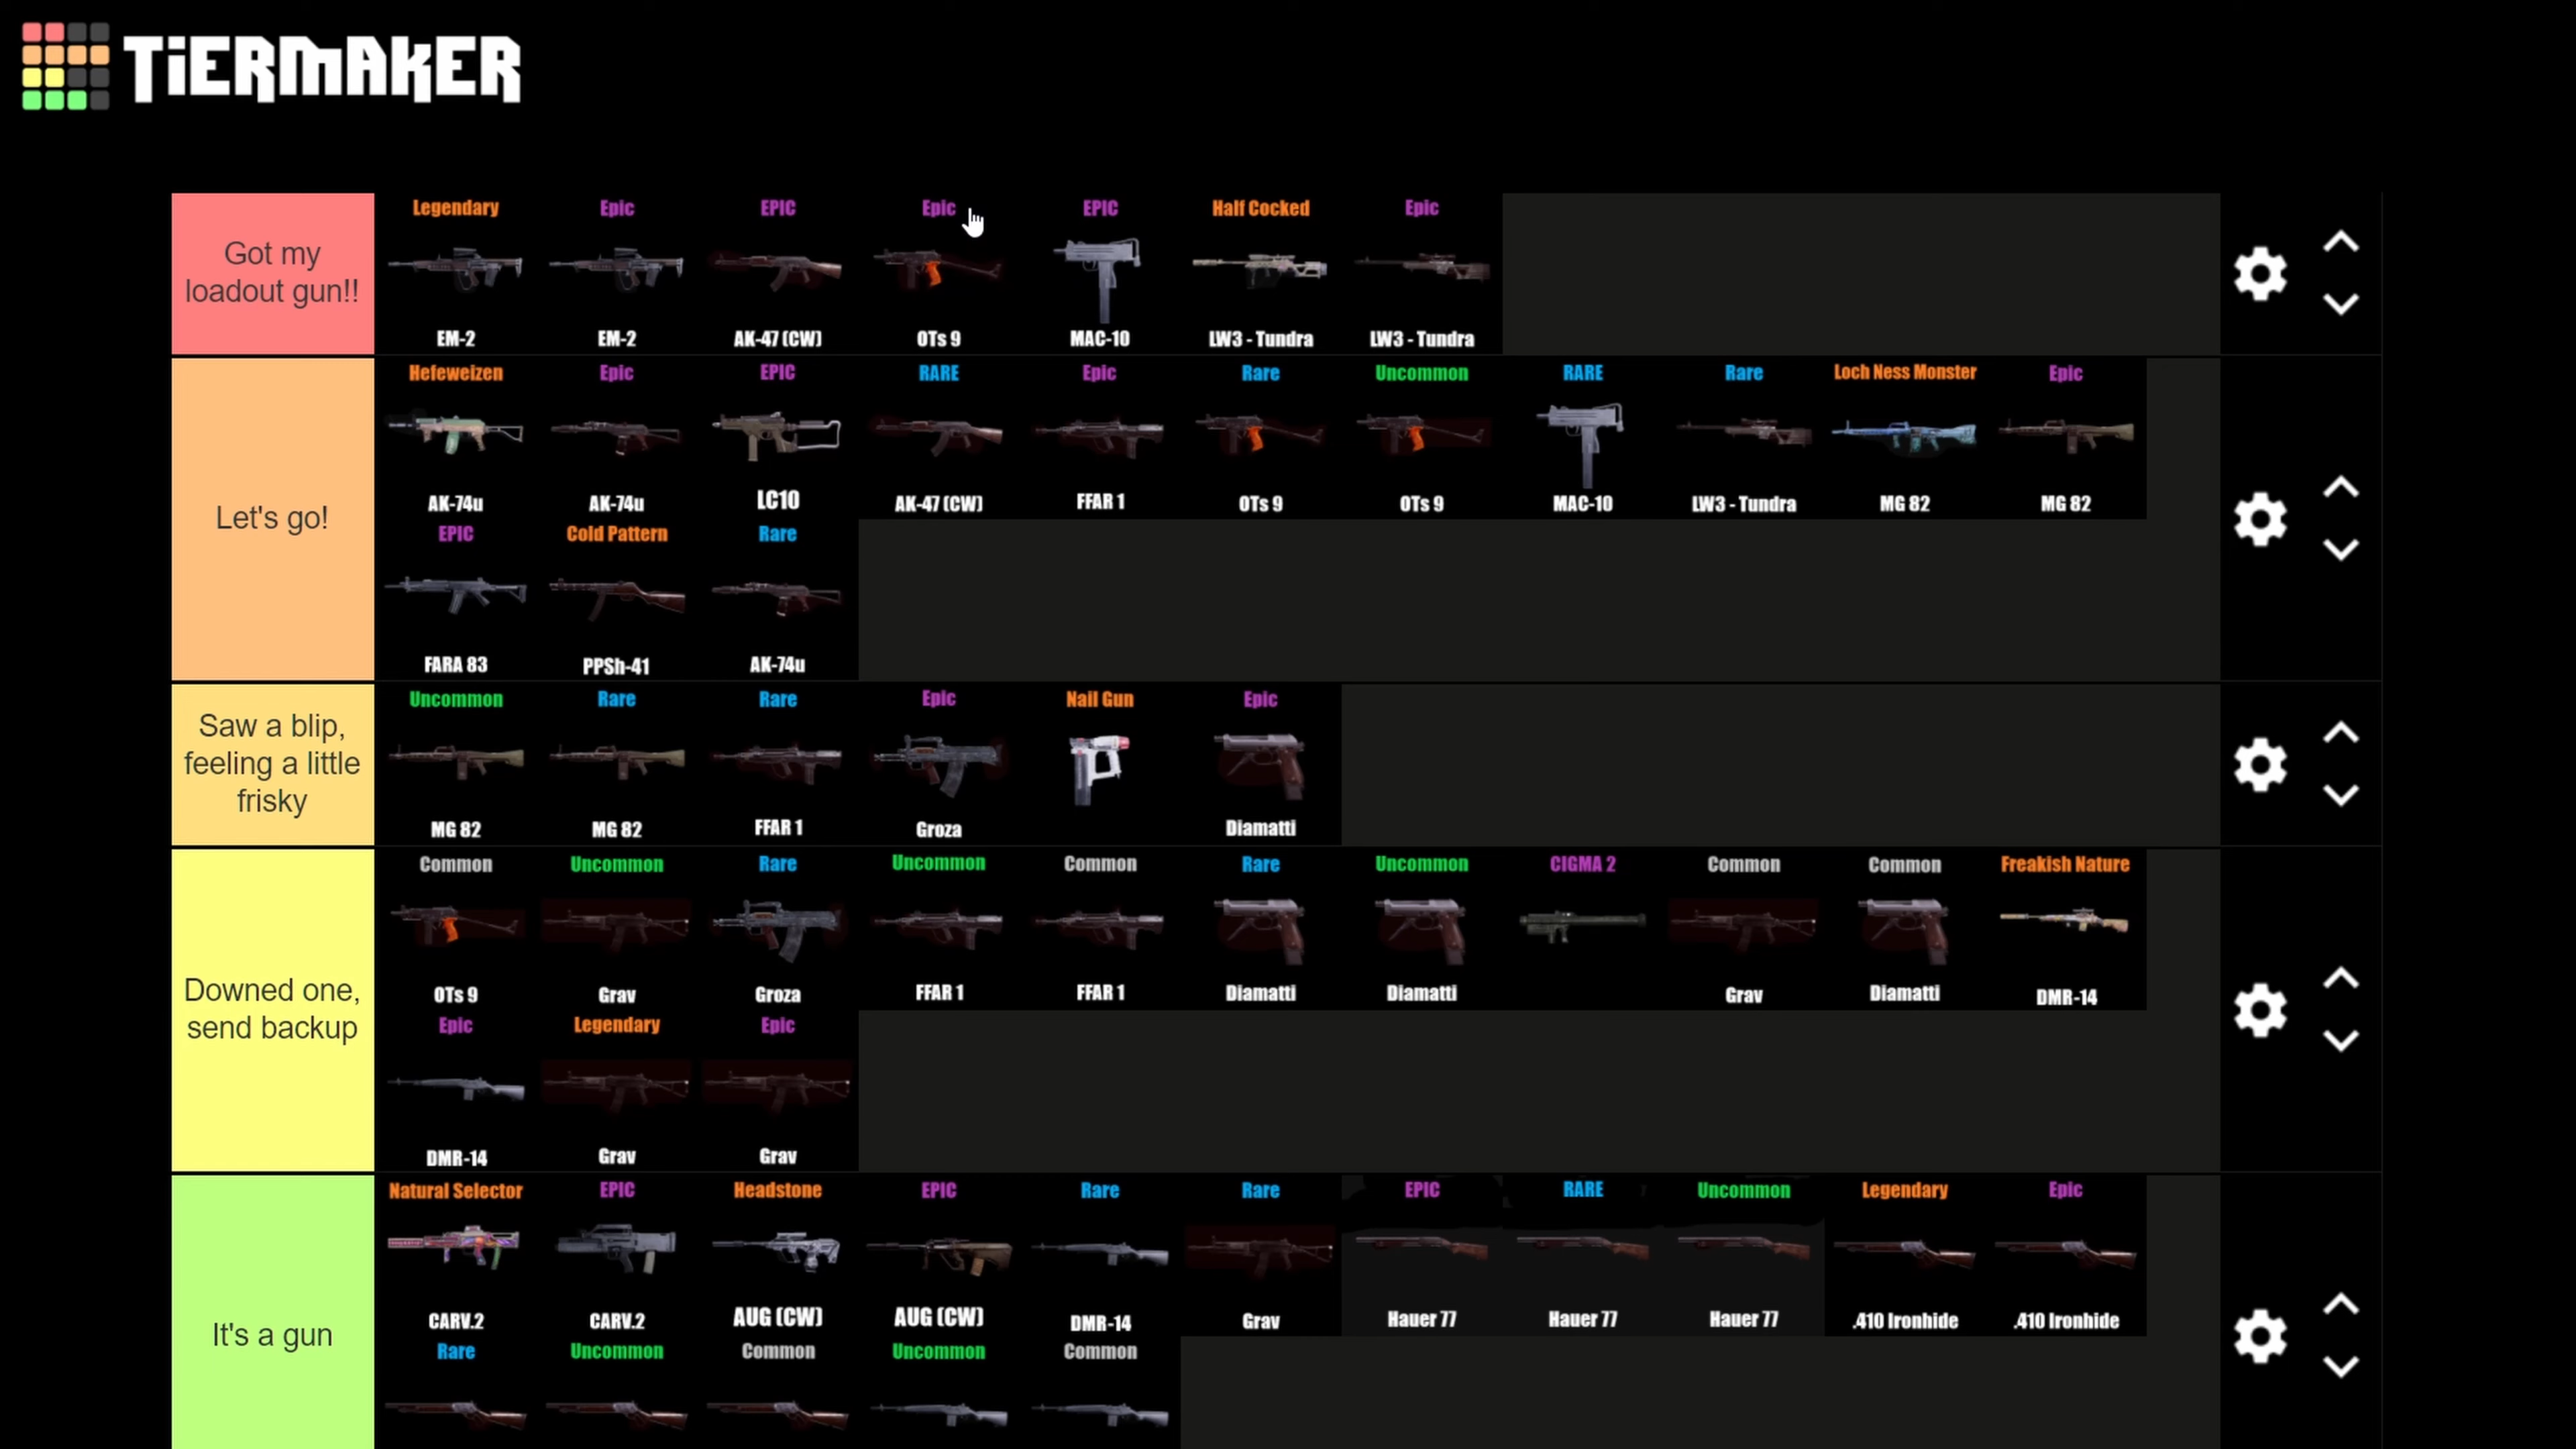 TiERMAKER
Got my
loadout gun!!
Legendary Epic EPIC Epic EPIC Half Cocked Epic
EM-2 EM-2 AK-47 (CW) OTs 9 MAC-10 LW3 - Tundra LW3 - Tundra
Let's go!
Hefeweizen Epic EPIC RARE Epic Rare Uncommon RARE Rare Loch Ness Monster Epic
AK-74u AK-74u LC10 AK-47 (CW) FFAR 1 OTs 9 OTs 9 MAC-10 LW3 - Tundra MG 82 MG 82
EPIC Cold Pattern Rare
FARA 83 PPSh-41 AK-74u
Saw a blip,
feeling a little
frisky
Uncommon Rare Rare Epic Nail Gun Epic
MG 82 MG 82 FFAR 1 Groza Diamatti
Downed one,
send backup
Common Uncommon Rare Uncommon Common Rare Uncommon CIGMA 2 Common Common Freakish Nature
OTs 9 Grav Groza FFAR 1 FFAR 1 Diamatti Diamatti Grav Diamatti DMR-14
Epic Legendary Epic
DMR-14 Grav Grav
It's a gun
Natural Selector EPIC Headstone EPIC Rare Rare EPIC RARE Uncommon Legendary Epic
CARV.2 CARV.2 AUG (CW) AUG (CW) DMR-14 Grav Hauer 77 Hauer 77 Hauer 77 .410 Ironhide .410 Ironhide
Rare Uncommon Common Uncommon Common